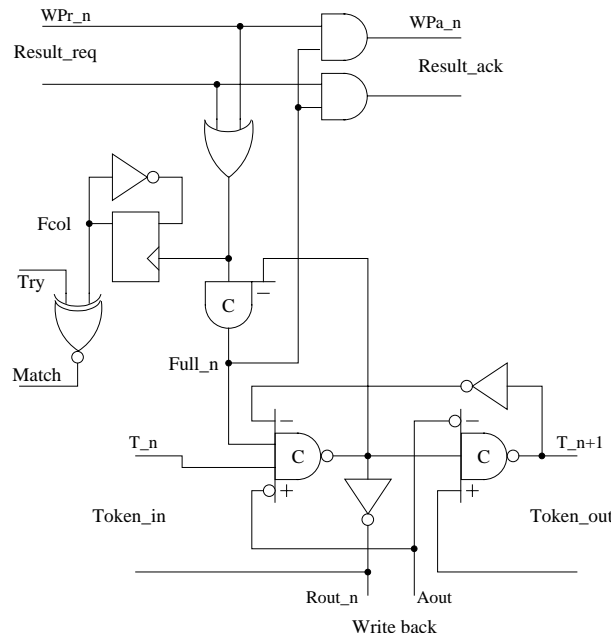 WPr_n
WPa_n
Result_req
Result_ack
Fcol
Try
C
−
Match
Full_n
−
−
T_n
C
C
T_n+1
+
+
Token_in
Token_out
Rout_n
Aout
Write back